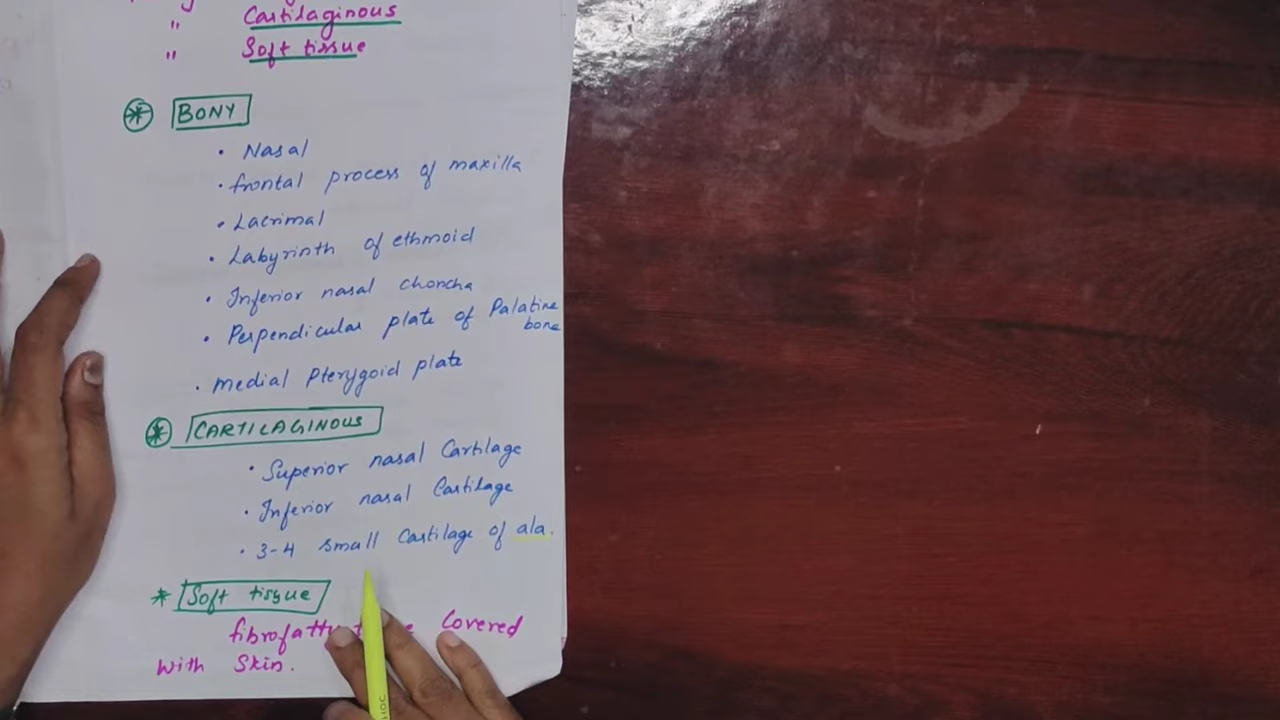 " Cartilaginous
" Soft tissue
* BONY
• Nasal
• frontal process of maxilla
• Lacrimal
• Labyrinth of ethmoid
• Inferior nasal choncha
• Perpendicular plate of Palatine
bone
• Medial Pterygoid plate
* CARTILAGINOUS
• Superior nasal Cartilage
• Inferior nasal Cartilage
• 3-4 small Cartilage of ala.
* Soft tissue
Covered
with Skin.